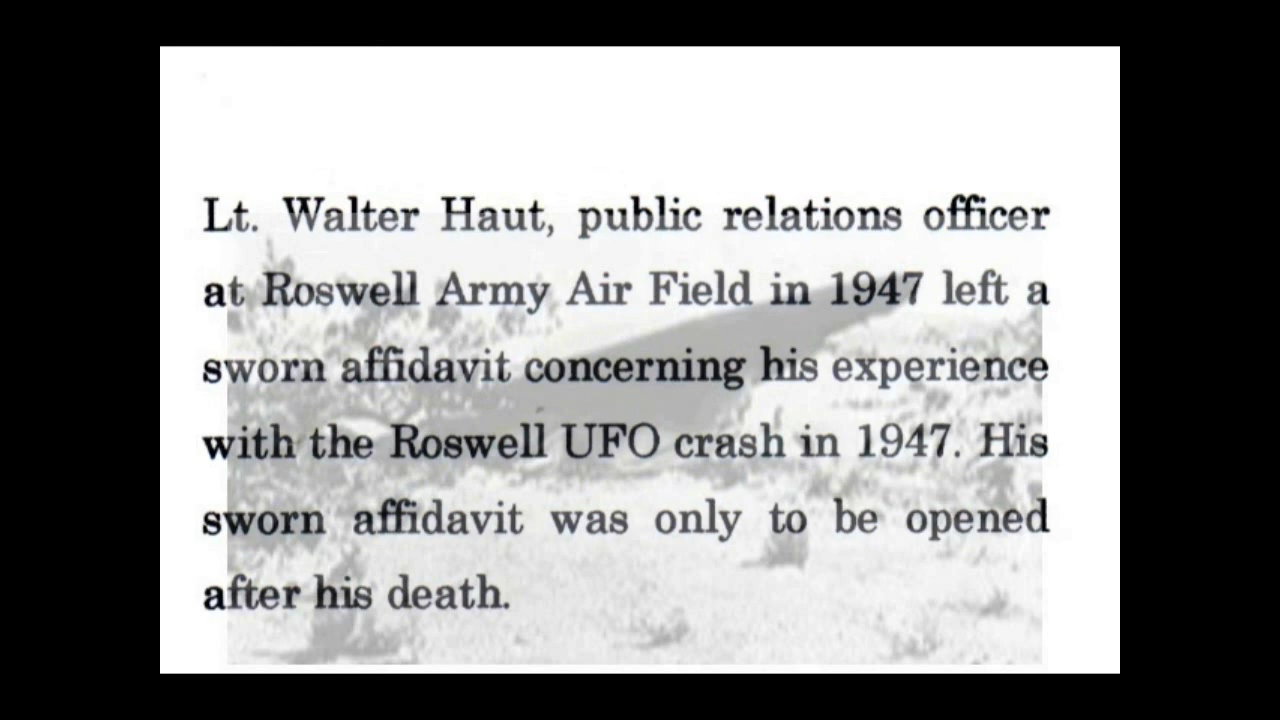 Lt. Walter Haut, public relations officer
at Roswell Army Air Field in 1947 left a
sworn affidavit concerning his experience
with the Roswell UFO crash in 1947. His
sworn affidavit was only to be opened
after his death.